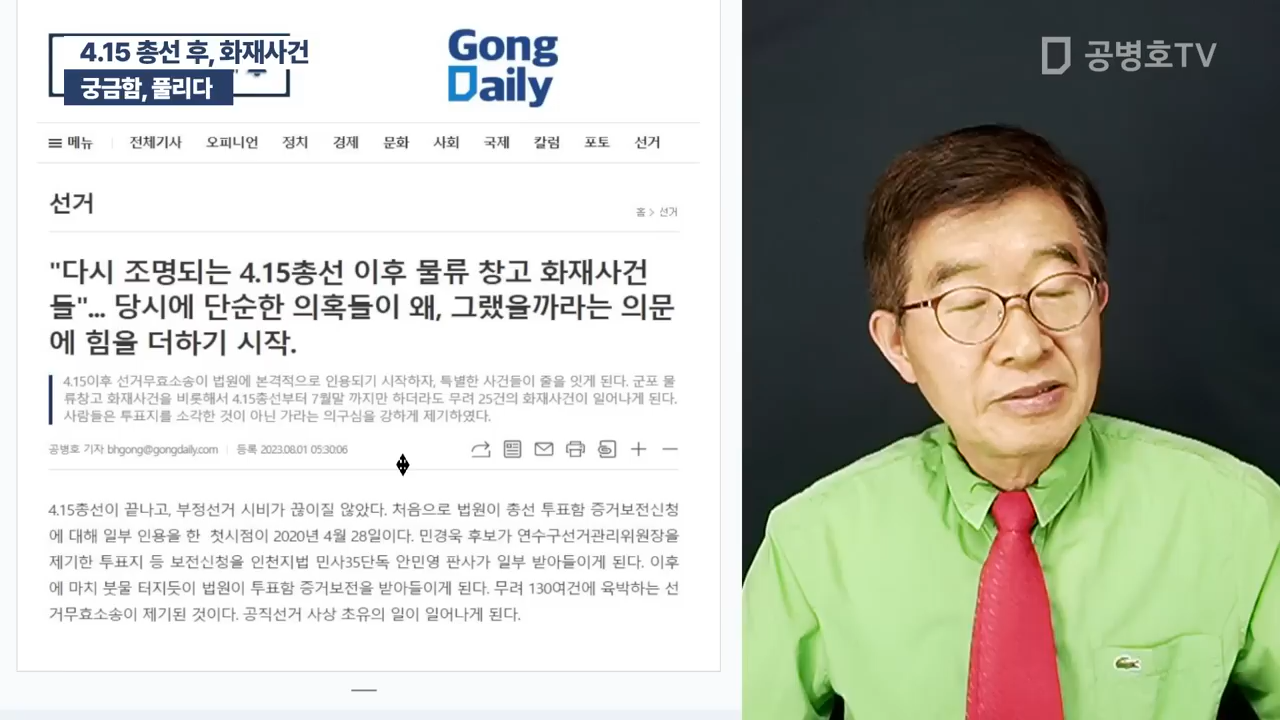 4.15 총선 후, 화재사건
궁금함, 풀리다
Gong
Daily
공병호TV
메뉴 전체기사 오피니언 정치 경제 문화 사회 국제 칼럼 포토 선거
선거
홈 > 선거
"다시 조명되는 4.15총선 이후 물류 창고 화재사건
들"... 당시에 단순한 의혹들이 왜, 그랬을까라는 의문
에 힘을 더하기 시작.
4.15이후 선거무효소송이 법원에 본격적으로 인용되기 시작하자, 특별한 사건들이 줄을 잇게 된다. 군포 물
류창고 화재사건을 비롯해서 4.15총선부터 7월말 까지만 하더라도 무려 25건의 화재사건이 일어나게 된다.
사람들은 투표지를 소각한 것이 아닌 가라는 의구심을 강하게 제기하였다.
공병호 기자 bhgong@gongdaily.com 등록 2023.08.01 05:30:06
4.15총선이 끝나고, 부정선거 시비가 끊이질 않았다. 처음으로 법원이 총선 투표함 증거보전신청
에 대해 일부 인용을 한 첫시점이 2020년 4월 28일이다. 민경욱 후보가 연수구선거관리위원장을
제기한 투표지 등 보전신청을 인천지법 민사35단독 안민영 판사가 일부 받아들이게 된다. 이후
에 마치 봇물 터지듯이 법원이 투표함 증거보전을 받아들이게 된다. 무려 130여건에 육박하는 선
거무효소송이 제기된 것이다. 공직선거 사상 초유의 일이 일어나게 된다.